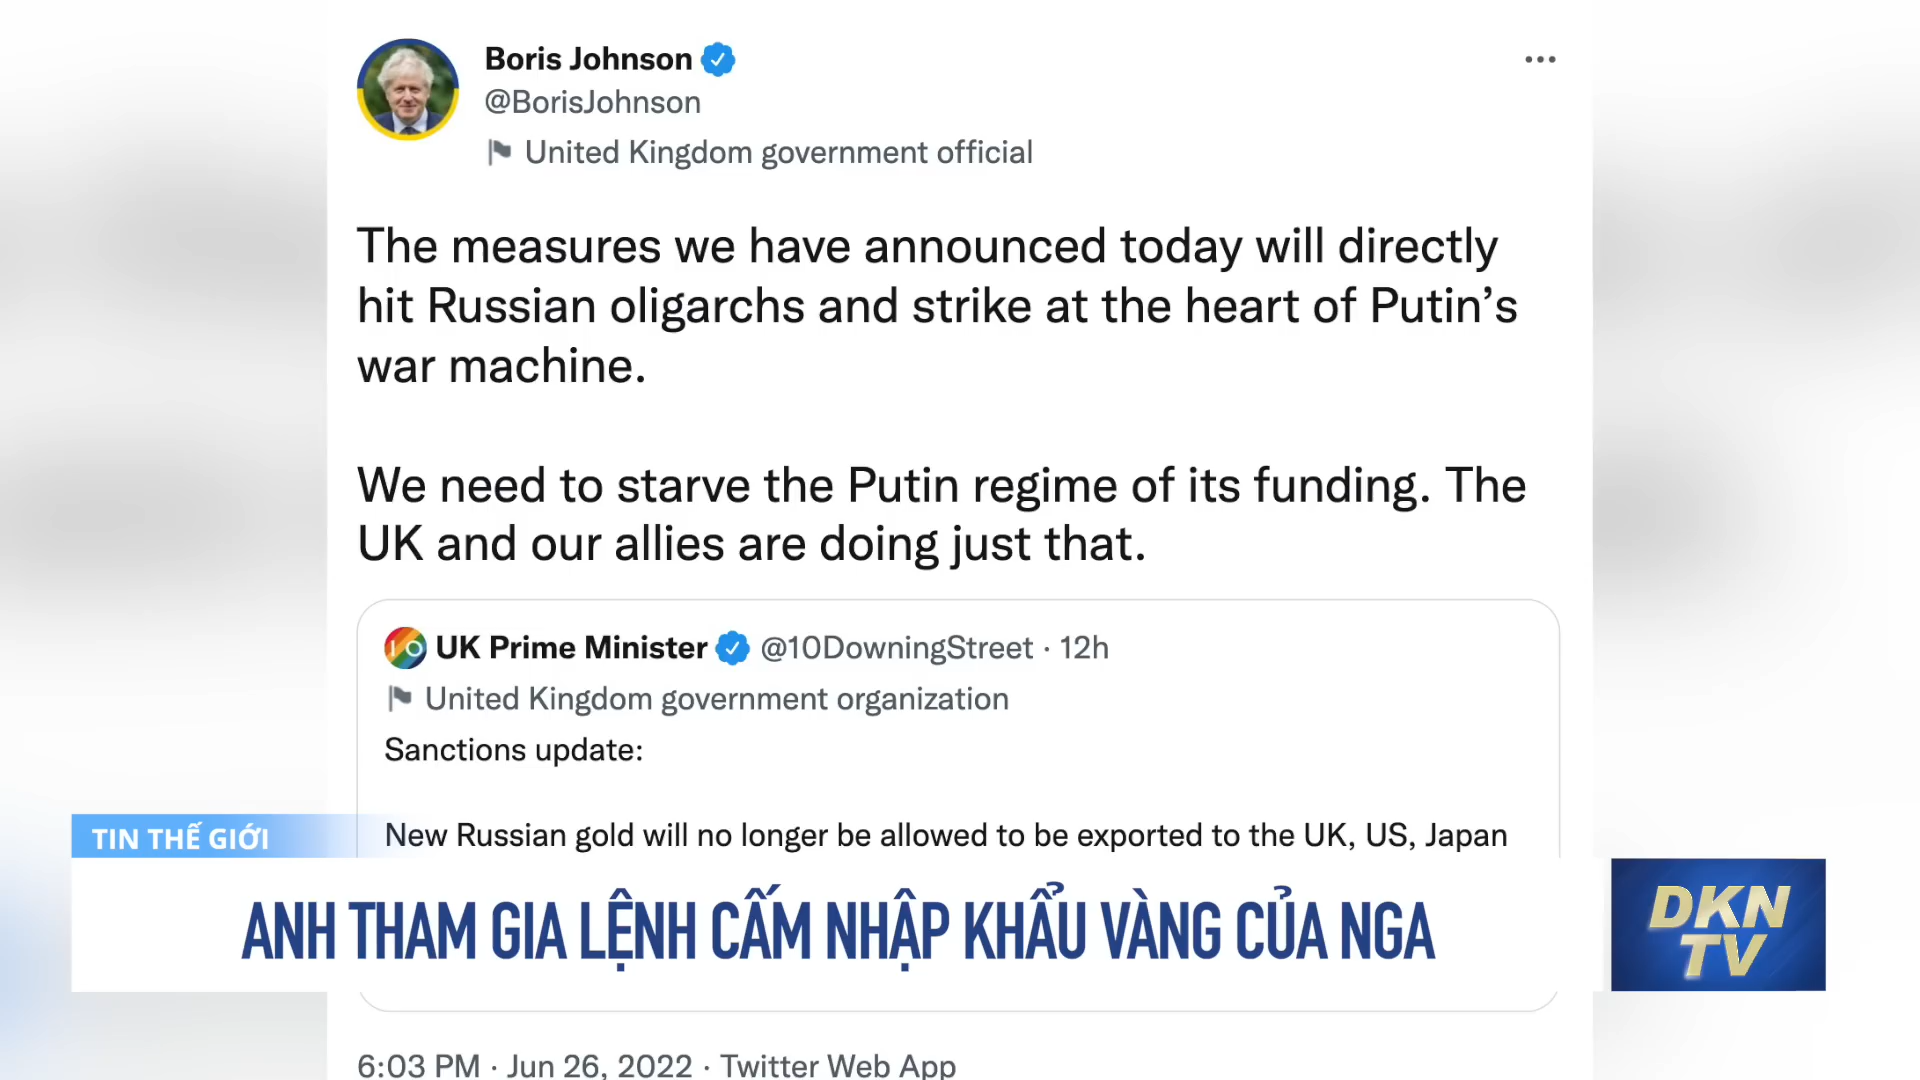 Boris Johnson
@BorisJohnson
United Kingdom government official
The measures we have announced today will directly
hit Russian oligarchs and strike at the heart of Putin’s
war machine.
We need to starve the Putin regime of its funding. The
UK and our allies are doing just that.
10 UK Prime Minister @10DowningStreet · 12h
United Kingdom government organization
Sanctions update:
New Russian gold will no longer be allowed to be exported to the UK, US, Japan
TIN THẾ GIỚI
ANH THAM GIA LỆNH CẤM NHẬP KHẨU VÀNG CỦA NGA
DKN
TV
6:03 PM · Jun 26, 2022 · Twitter Web App